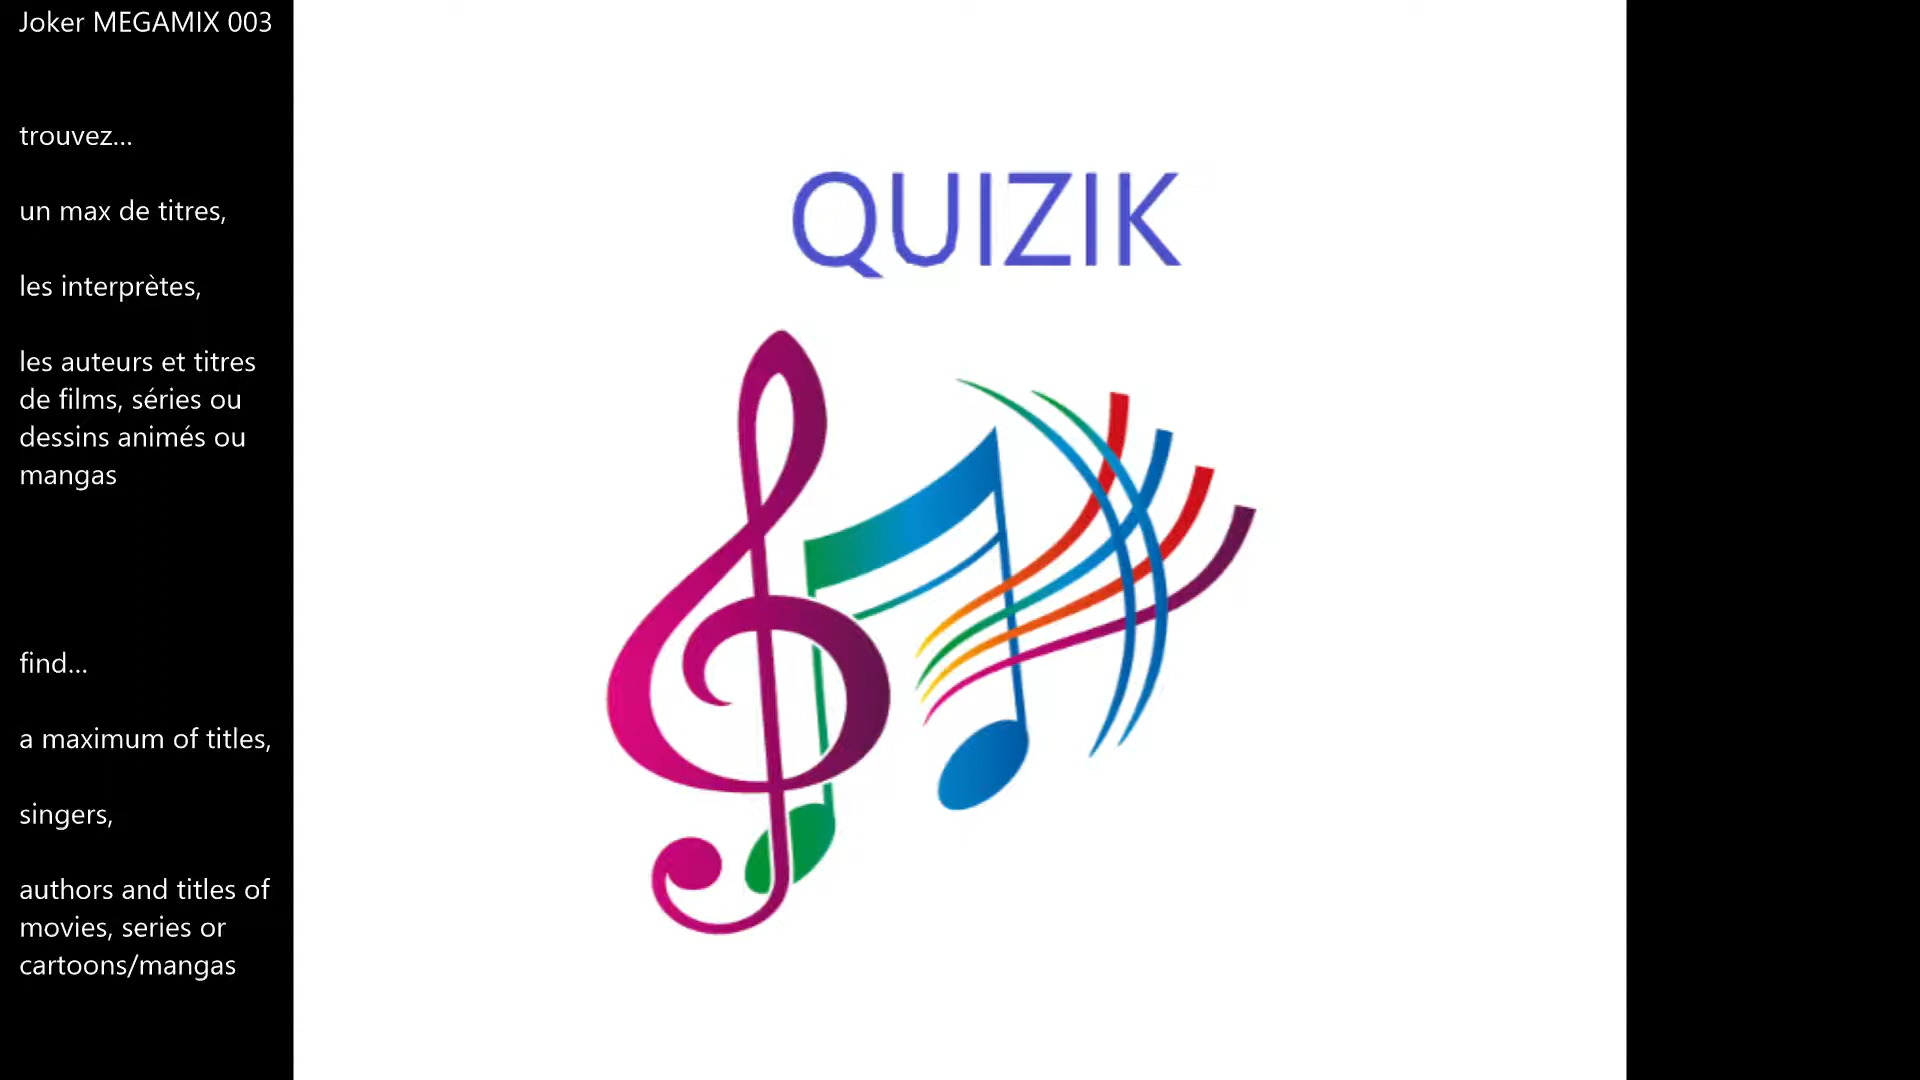 Joker MEGAMIX 003
trouvez...
un max de titres,
les interprètes,
les auteurs et titres
de films, séries ou
dessins animés ou
mangas
find...
a maximum of titles,
singers,
authors and titles of
movies, series or
cartoons/mangas
QUIZIK